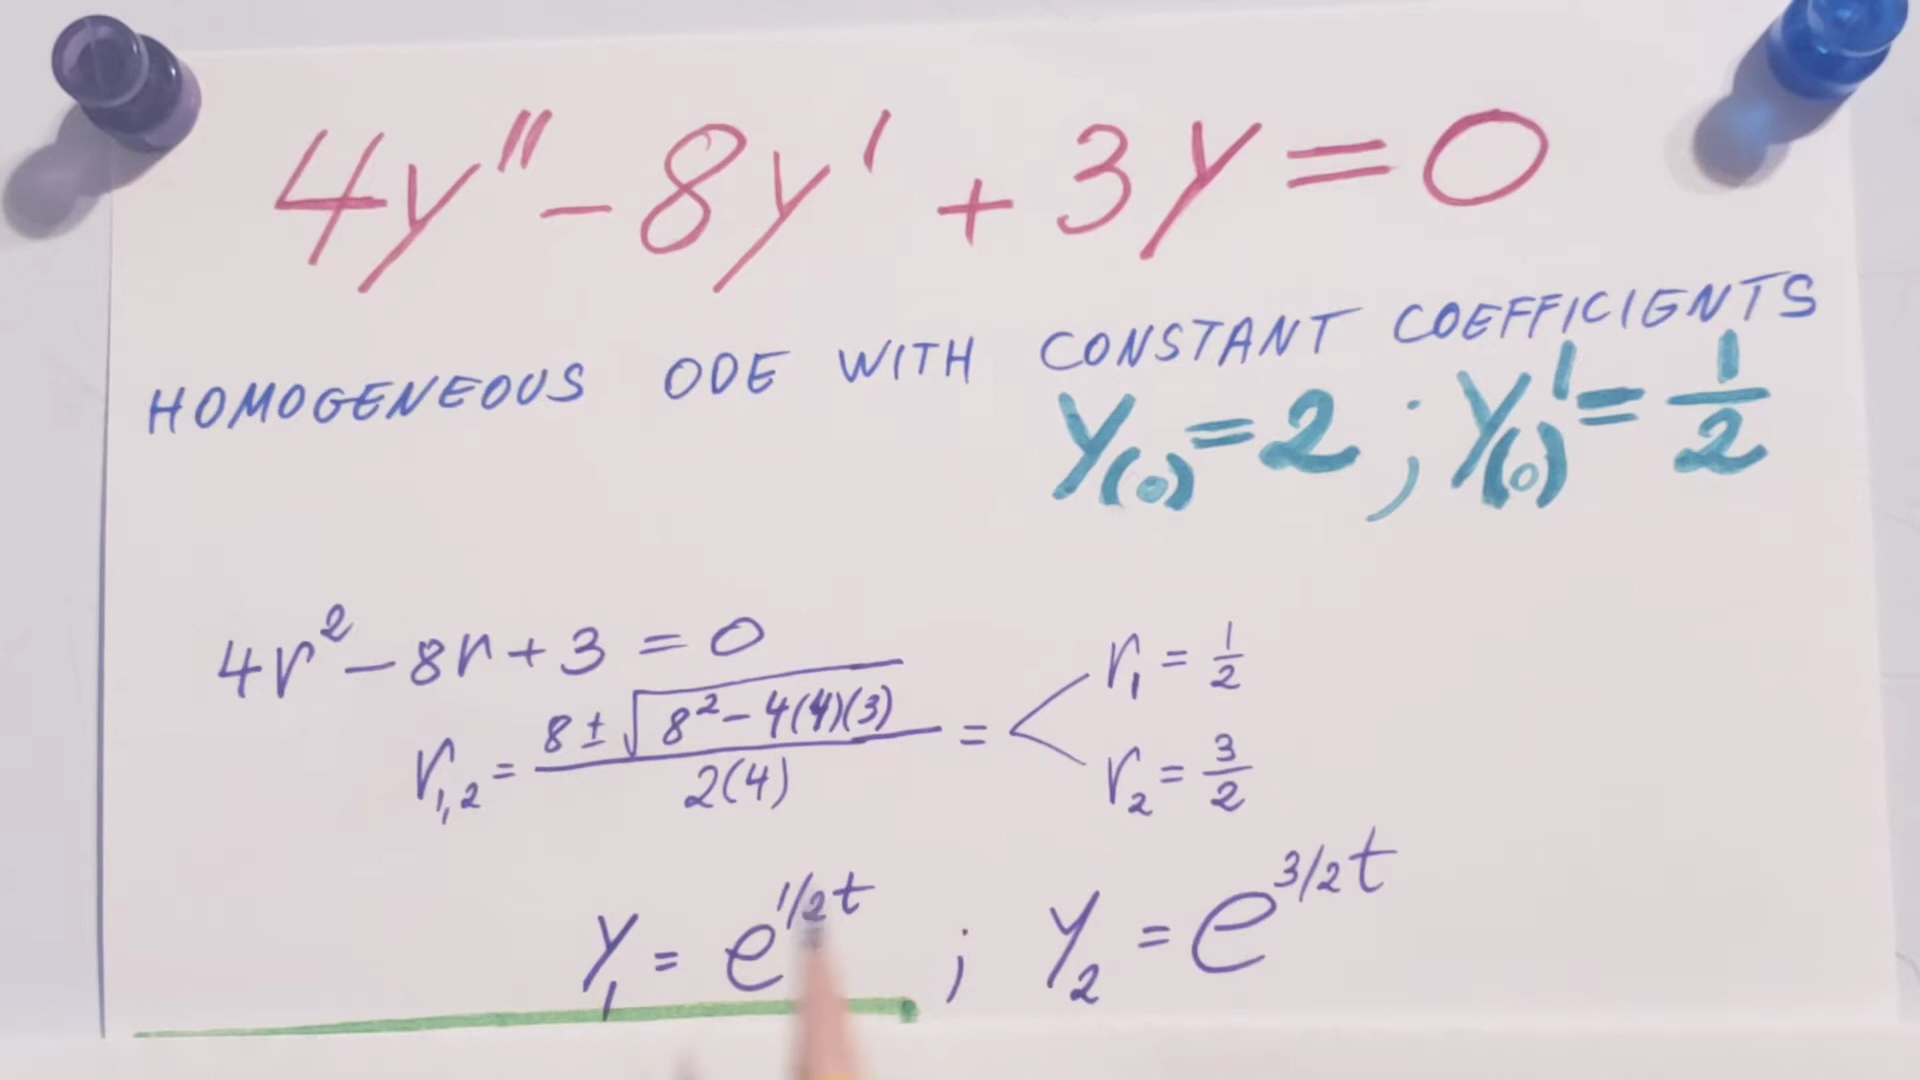 4y'' - 8y' + 3y = 0
HOMOGENEOUS ODE WITH CONSTANT COEFFICIENTS
y(0) = 2 ; y'(0) = 1/2
4r² - 8r + 3 = 0
r₁,₂ = (8 ± √(8² - 4(4)(3))) / 2(4) = < r₁ = 1/2
r₂ = 3/2
y₁ = e^(1/2 t) ; y₂ = e^(3/2 t)